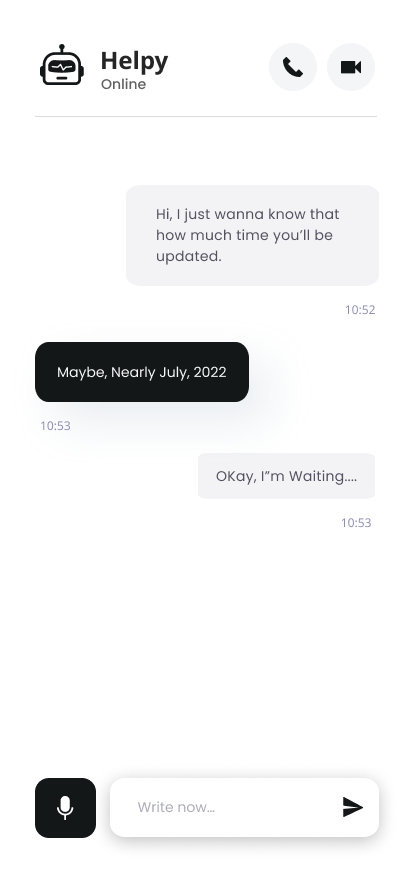 Helpy
Online
Hi, I just wanna know that
how much time you’ll be
updated.
10:52
Maybe, Nearly July, 2022
10:53
OKay, I”m Waiting....
10:53
Write now...